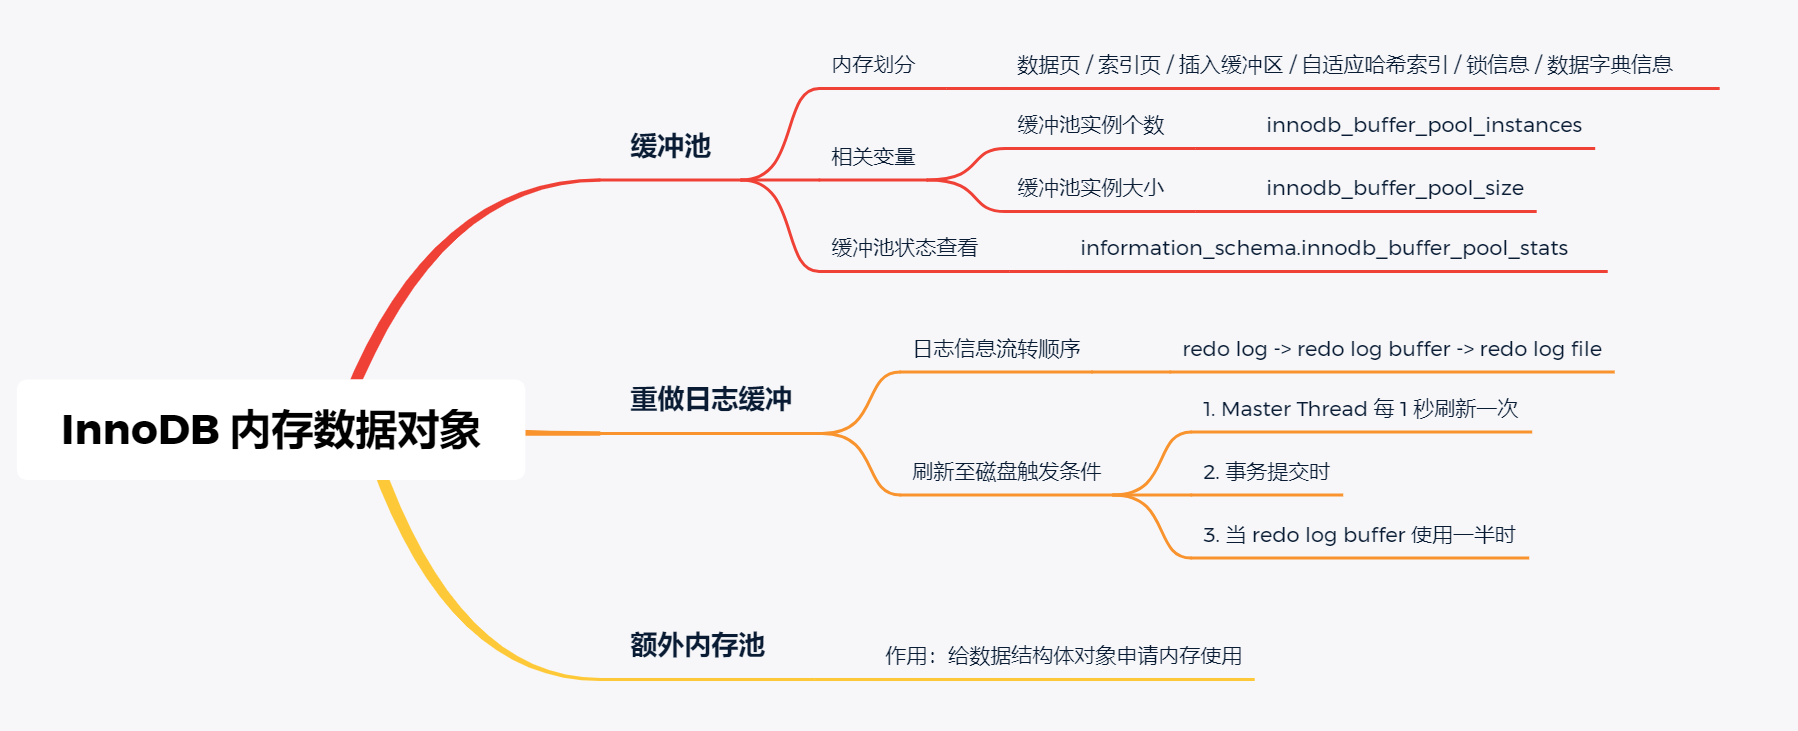 InnoDB 内存数据对象
缓冲池
内存划分
数据页 / 索引页 / 插入缓冲区 / 自适应哈希索引 / 锁信息 / 数据字典信息
相关变量
缓冲池实例个数
innodb_buffer_pool_instances
缓冲池实例大小
innodb_buffer_pool_size
缓冲池状态查看
information_schema.innodb_buffer_pool_stats
重做日志缓冲
日志信息流转顺序
redo log -> redo log buffer -> redo log file
刷新至磁盘触发条件
1. Master Thread 每 1 秒刷新一次
2. 事务提交时
3. 当 redo log buffer 使用一半时
额外内存池
作用：给数据结构体对象申请内存使用